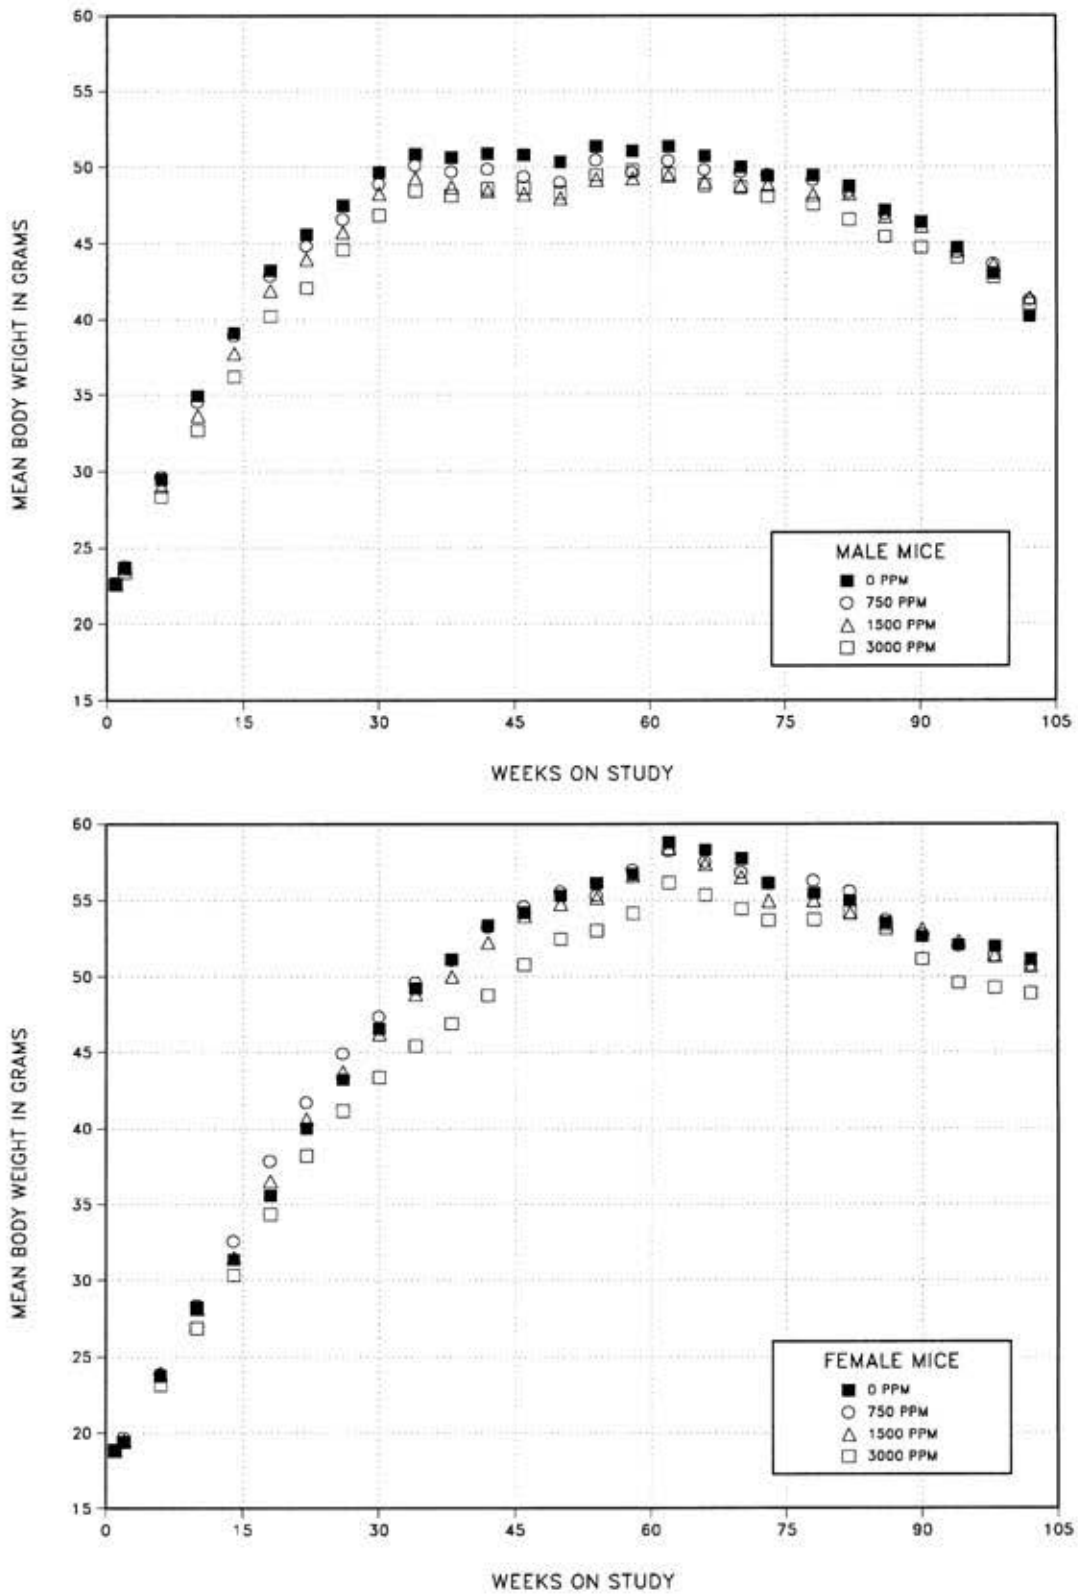 60
55
50
45
40
35
30
25
20
15
MEAN BODY WEIGHT IN GRAMS
MALE MICE
0 PPM
750 PPM
1500 PPM
3000 PPM
0 15 30 45 60 75 90 105
WEEKS ON STUDY
60
55
50
45
40
35
30
25
20
15
MEAN BODY WEIGHT IN GRAMS
FEMALE MICE
0 PPM
750 PPM
1500 PPM
3000 PPM
0 15 30 45 60 75 90 105
WEEKS ON STUDY